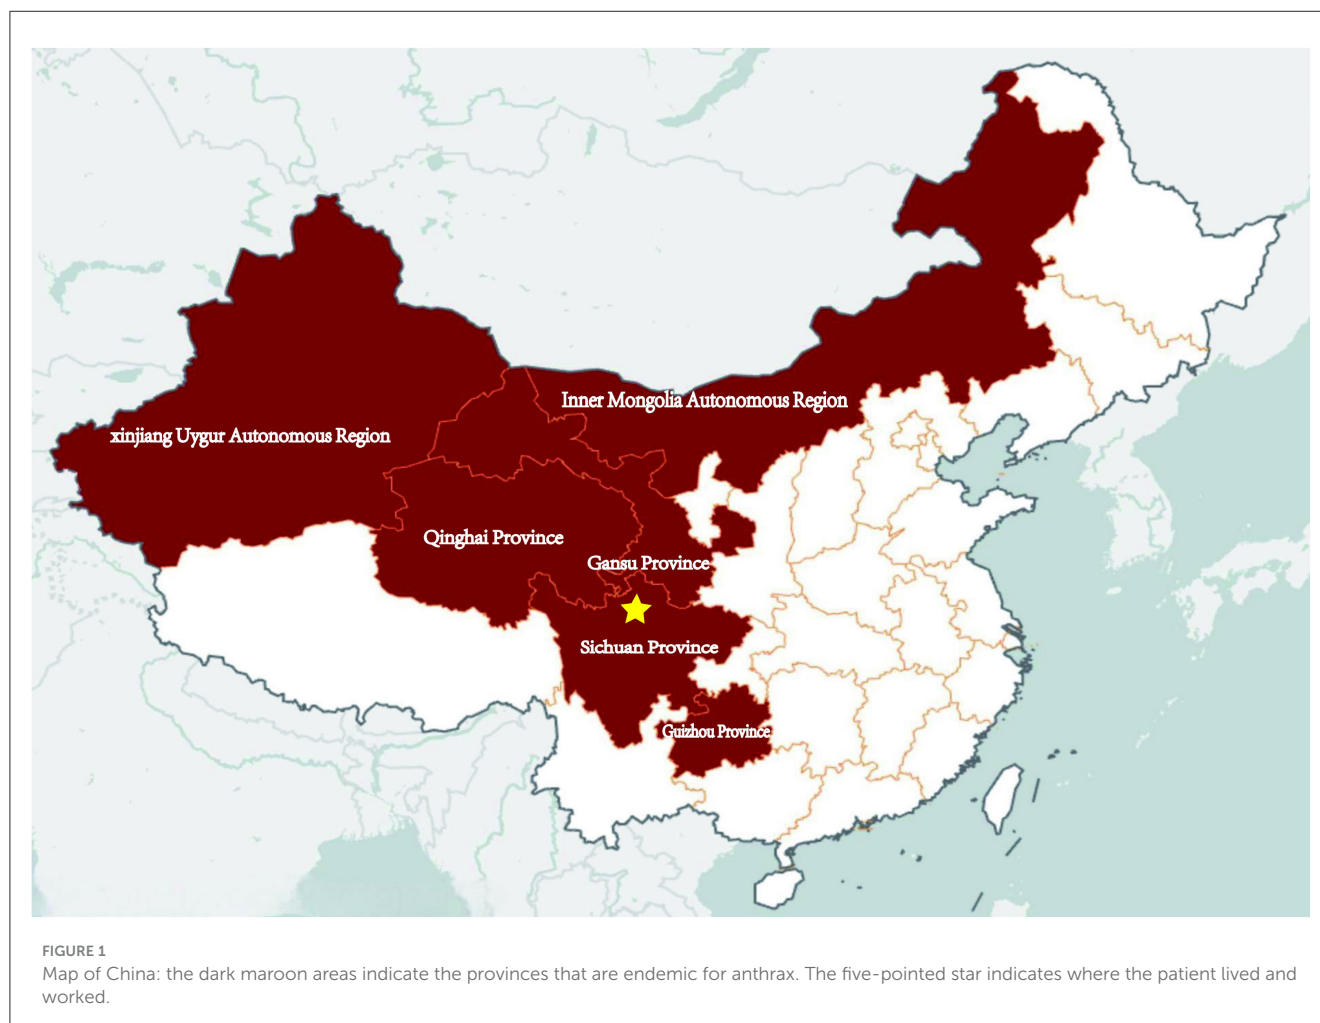 Inner Mongolia Autonomous Region
xinjiang Uygur Autonomous Region
Qinghai Province
Gansu Province
Sichuan Province
Guizhou Province
FIGURE 1
Map of China: the dark maroon areas indicate the provinces that are endemic for anthrax. The five-pointed star indicates where the patient lived and
worked.